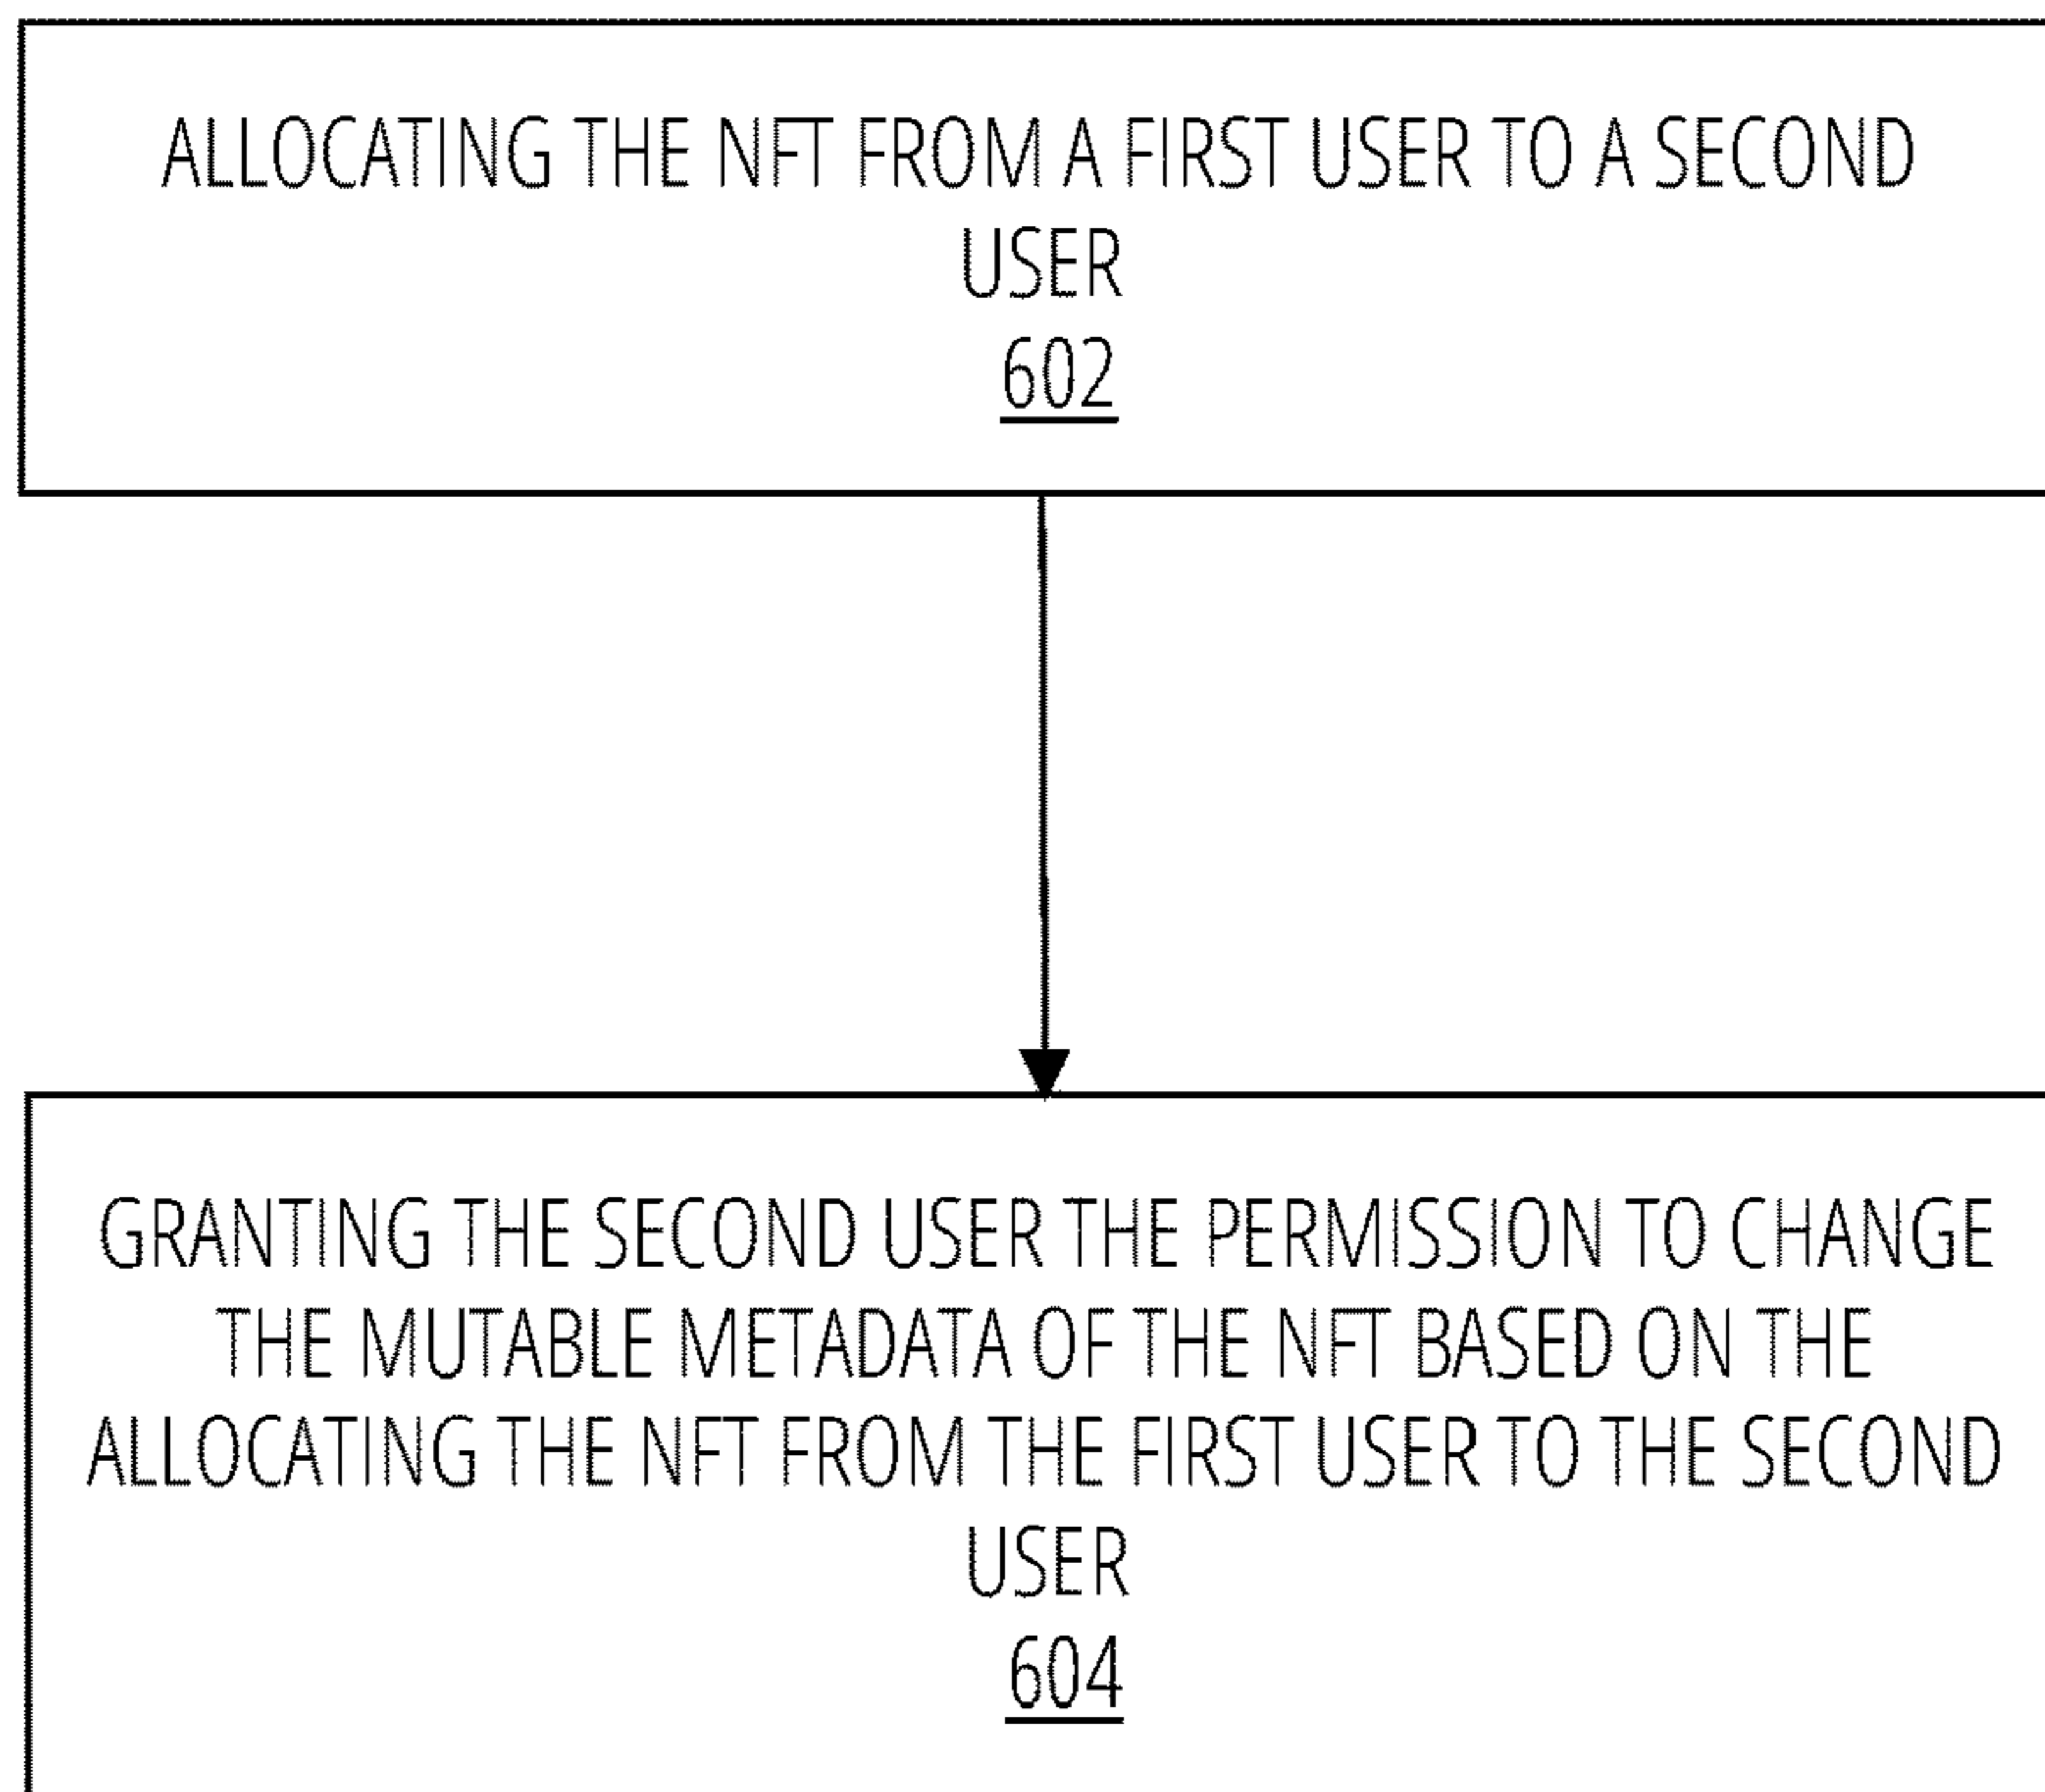 ALLOCATING THE NFT FROM A FIRST USER TO A SECOND
USER
602
GRANTING THE SECOND USER THE PERMISSION TO CHANGE
THE MUTABLE METADATA OF THE NFT BASED ON THE
ALLOCATING THE NFT FROM THE FIRST USER TO THE SECOND
USER
604